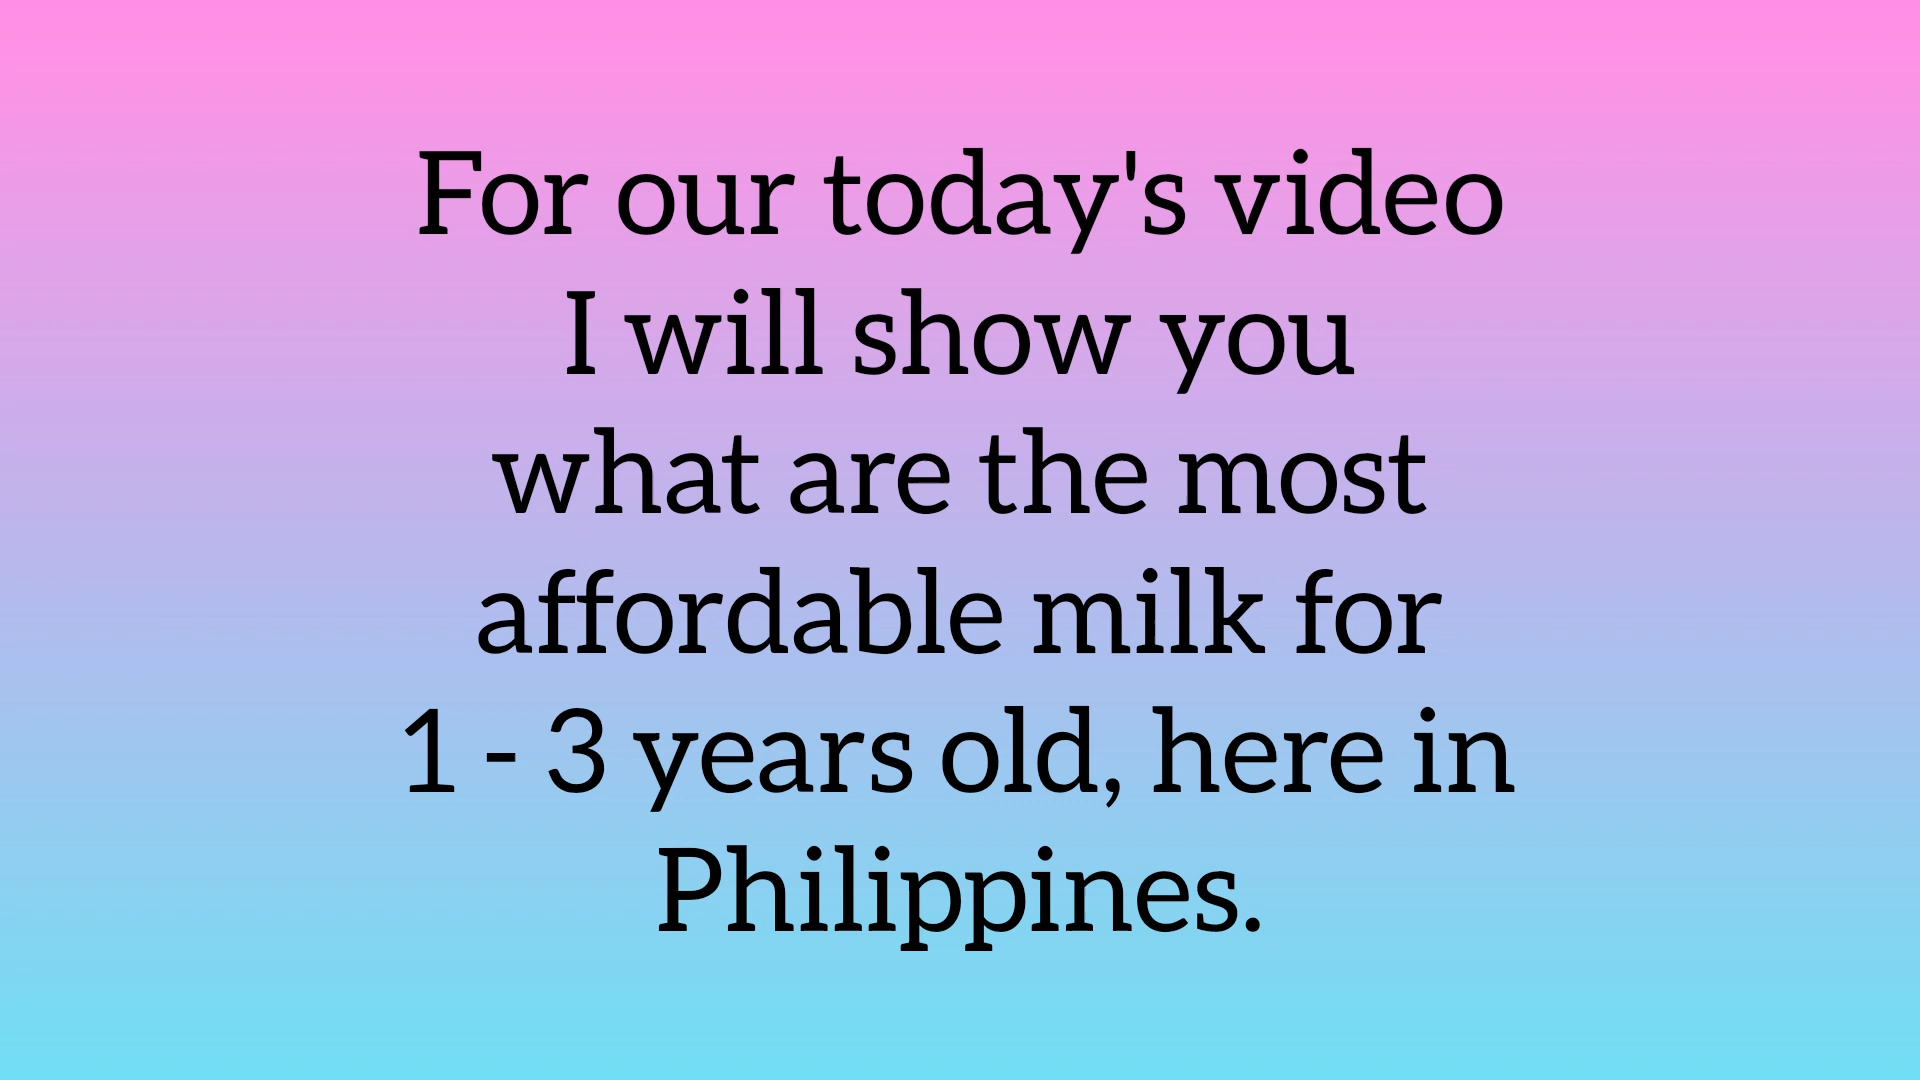 For our today's video
I will show you
what are the most
affordable milk for
1 - 3 years old, here in
Philippines.